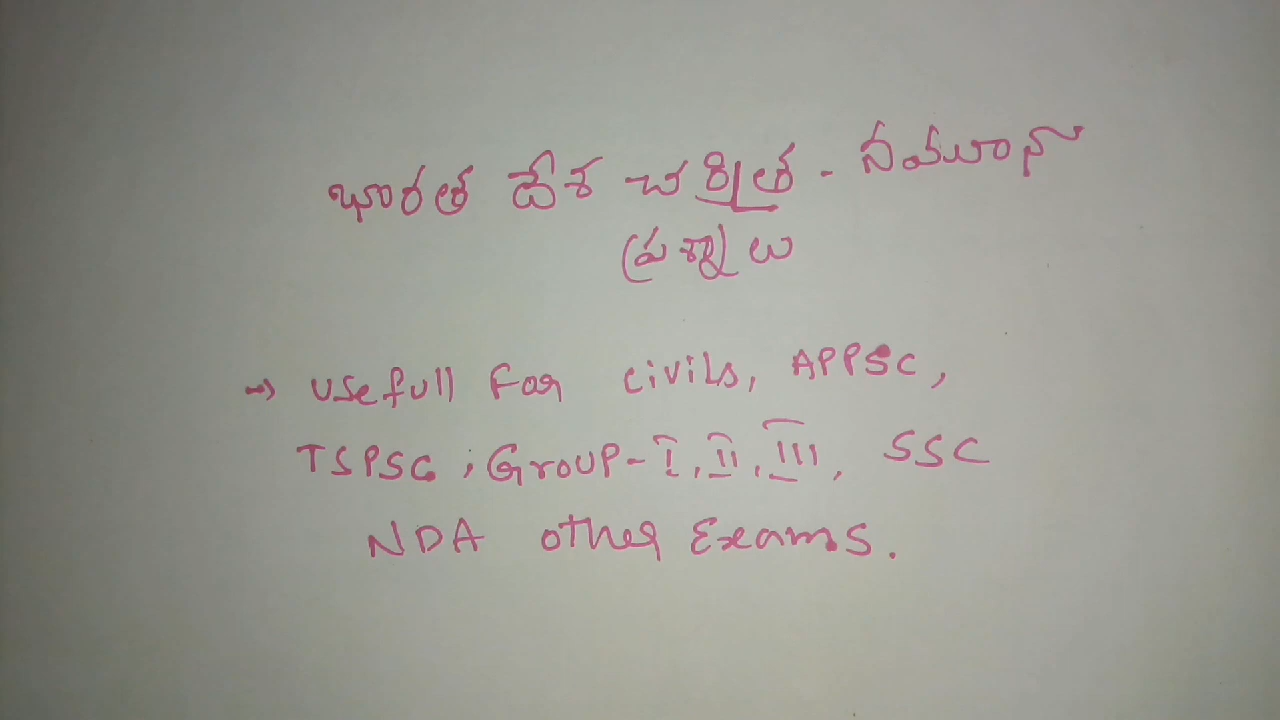 భారత దేశ చరిత్ర - నమూనా
ప్రశ్నలు
→ usefull for civils, APPSC,
TSPSC ; Group - I, II, III, SSC
NDA other Exams.